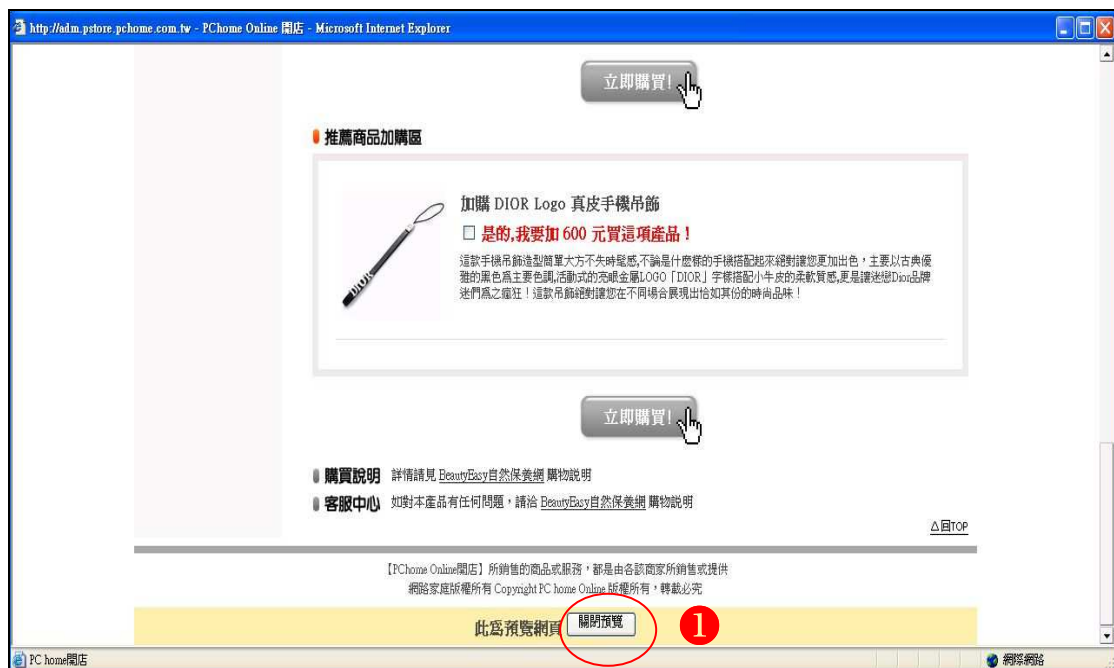 http://adm.pstore.pchome.com.tw - PChome Online 開店 - Microsoft Internet Explorer
立即購買!
推薦商品加購區
加購 DIOR Logo 真皮手機吊飾
是的,我要加 600 元買這項產品！
這款手機吊飾造型簡單大方不失時髦感,不論是什麼樣的手機搭配起來絕對讓您更加出色，主要以古典優
雅的黑色為主要色調,活動式的亮眼金屬LOGO「DIOR」字樣搭配小牛皮的柔軟質感,更是讓迷戀Dior品牌
迷們為之瘋狂！這款吊飾絕對讓您在不同場合展現出恰如其份的時尚品味！
DIOR
立即購買!
購買說明 詳情請見 BeautyEasy自然保養網 購物說明
客服中心 如對本產品有任何問題，請洽 BeautyEasy自然保養網 購物說明
△回TOP
【PChome Online開店】所銷售的商品或服務，都是由各該商家所銷售或提供
網路家庭版權所有 Copyright PC home Online 版權所有，轉載必究
此為預覽網頁 關閉預覽 1
PC home開店 網際網路